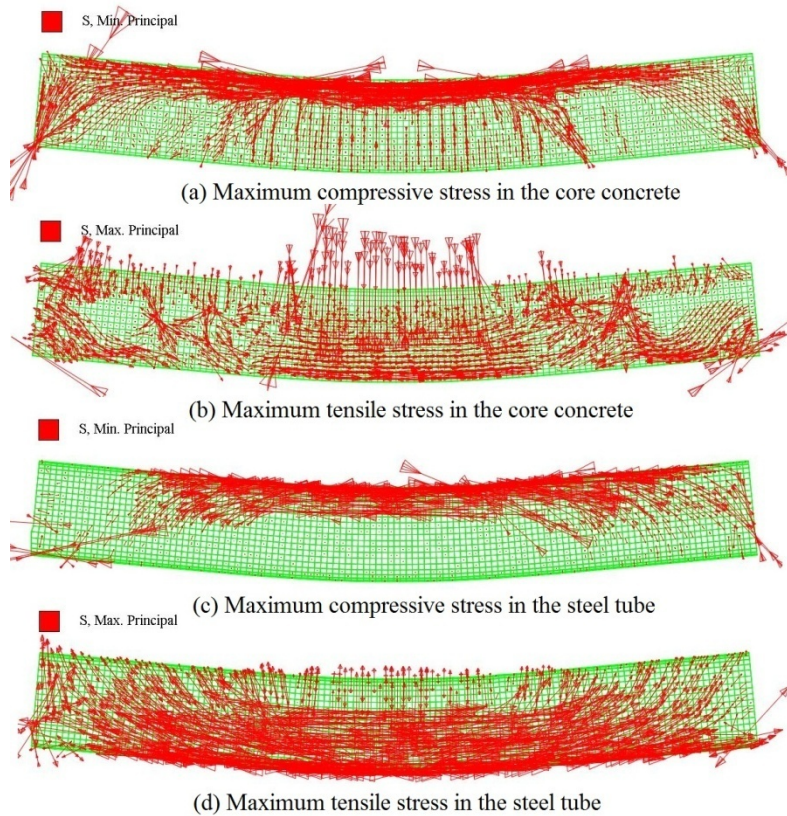 S, Min. Principal
(a) Maximum compressive stress in the core concrete
S, Max. Principal
(b) Maximum tensile stress in the core concrete
S, Min. Principal
(c) Maximum compressive stress in the steel tube
S, Max. Principal
(d) Maximum tensile stress in the steel tube